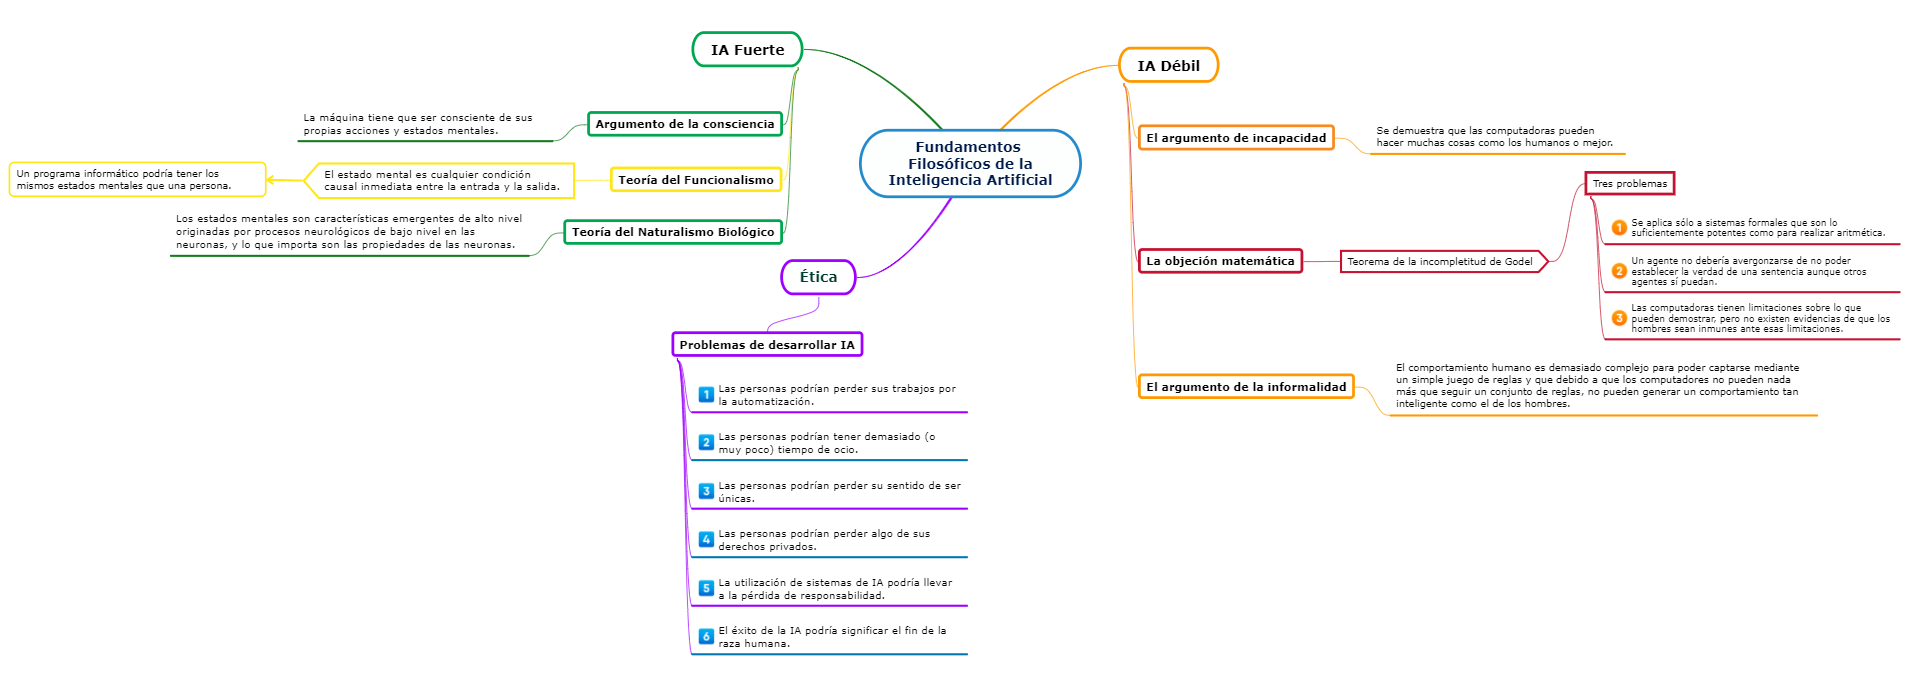 Fundamentos
Filosóficos de la
Inteligencia Artificial
IA Fuerte
Argumento de la consciencia
La máquina tiene que ser consciente de sus
propias acciones y estados mentales.
Teoría del Funcionalismo
El estado mental es cualquier condición
causal inmediata entre la entrada y la salida.
Un programa informático podría tener los
mismos estados mentales que una persona.
Teoría del Naturalismo Biológico
Los estados mentales son características emergentes de alto nivel
originadas por procesos neurológicos de bajo nivel en las
neuronas, y lo que importa son las propiedades de las neuronas.
Ética
Problemas de desarrollar IA
1 Las personas podrían perder sus trabajos por
la automatización.
2 Las personas podrían tener demasiado (o
muy poco) tiempo de ocio.
3 Las personas podrían perder su sentido de ser
únicas.
4 Las personas podrían perder algo de sus
derechos privados.
5 La utilización de sistemas de IA podría llevar
a la pérdida de responsabilidad.
6 El éxito de la IA podría significar el fin de la
raza humana.
IA Débil
El argumento de incapacidad
Se demuestra que las computadoras pueden
hacer muchas cosas como los humanos o mejor.
La objeción matemática
Teorema de la incompletitud de Godel
Tres problemas
1 Se aplica sólo a sistemas formales que son lo
suficientemente potentes como para realizar aritmética.
2 Un agente no debería avergonzarse de no poder
establecer la verdad de una sentencia aunque otros
agentes sí puedan.
3 Las computadoras tienen limitaciones sobre lo que
pueden demostrar, pero no existen evidencias de que los
hombres sean inmunes ante esas limitaciones.
El argumento de la informalidad
El comportamiento humano es demasiado complejo para poder captarse mediante
un simple juego de reglas y que debido a que los computadores no pueden nada
más que seguir un conjunto de reglas, no pueden generar un comportamiento tan
inteligente como el de los hombres.